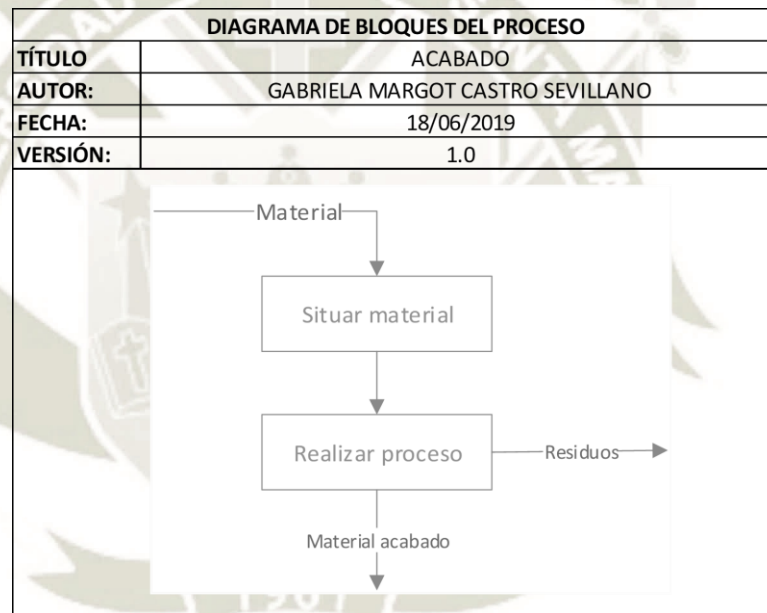 DIAGRAMA DE BLOQUES DEL PROCESO
TÍTULO ACABADO
AUTOR: GABRIELA MARGOT CASTRO SEVILLANO
FECHA: 18/06/2019
VERSIÓN: 1.0
Material
Situar material
Realizar proceso
Residuos
Material acabado